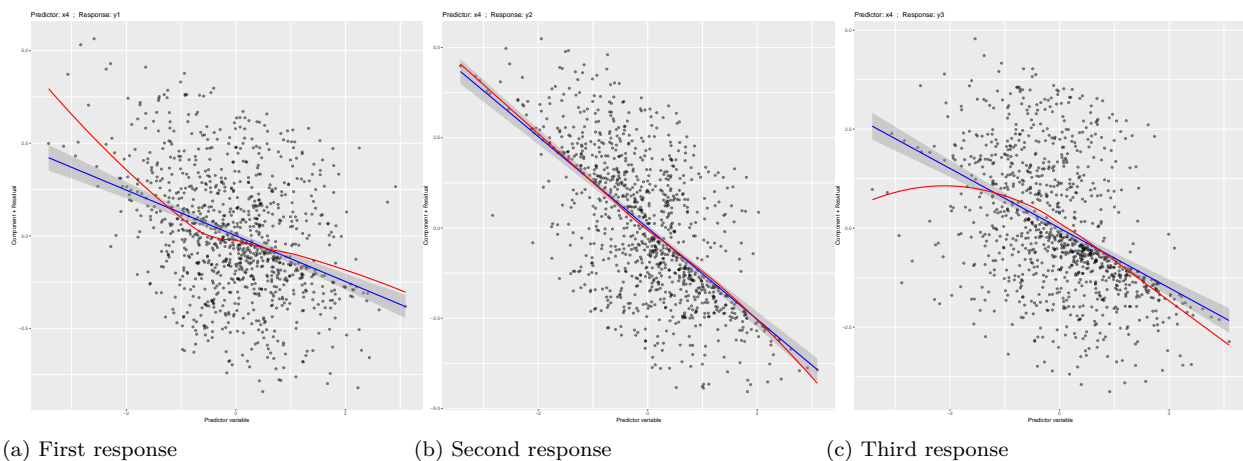 Predictor: x4 ; Response: y1
Component + Residual
5.0
2.5
0.0
−2.5
−2
0
2
Predictor variable
(a) First response
Predictor: x4 ; Response: y2
Component + Residual
5.0
2.5
0.0
−2.5
−5.0
−2
0
2
Predictor variable
(b) Second response
Predictor: x4 ; Response: y3
Component + Residual
5.0
2.5
0.0
−2.5
−2
0
2
Predictor variable
(c) Third response